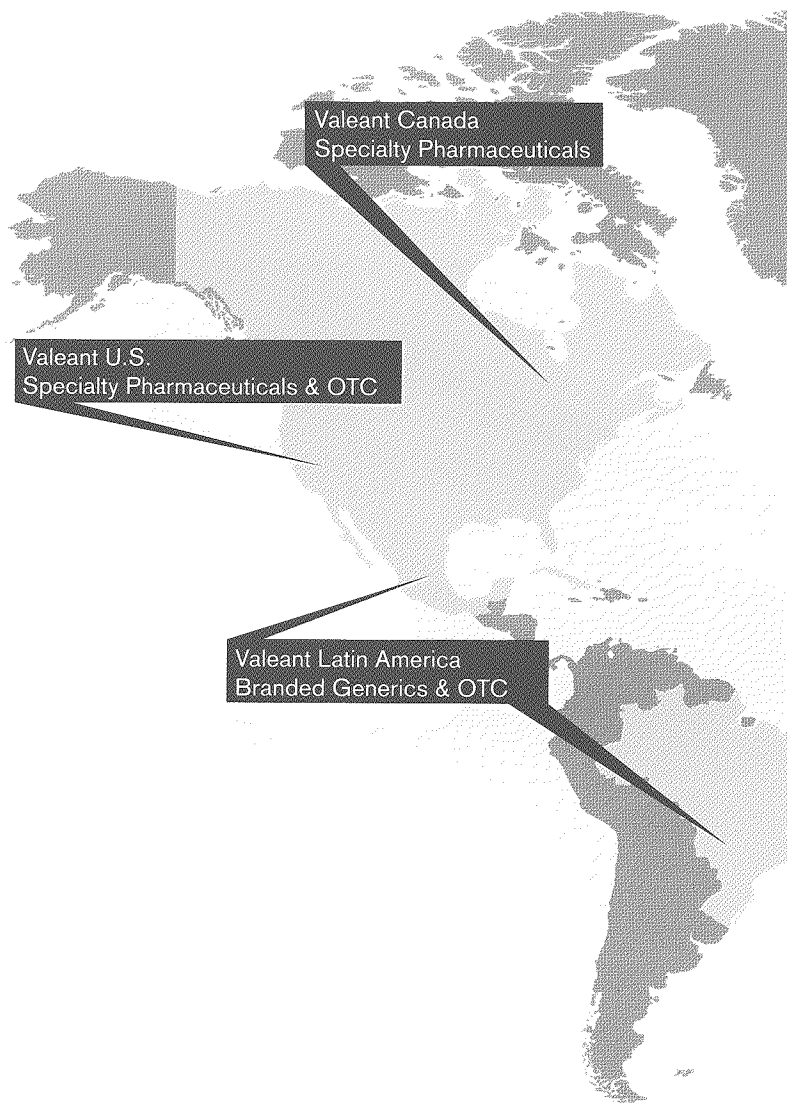 Valeant Canada
Specialty Pharmaceuticals
Valeant U.S.
Specialty Pharmaceuticals & OTC
Valeant Latin America
Branded Generics & OTC